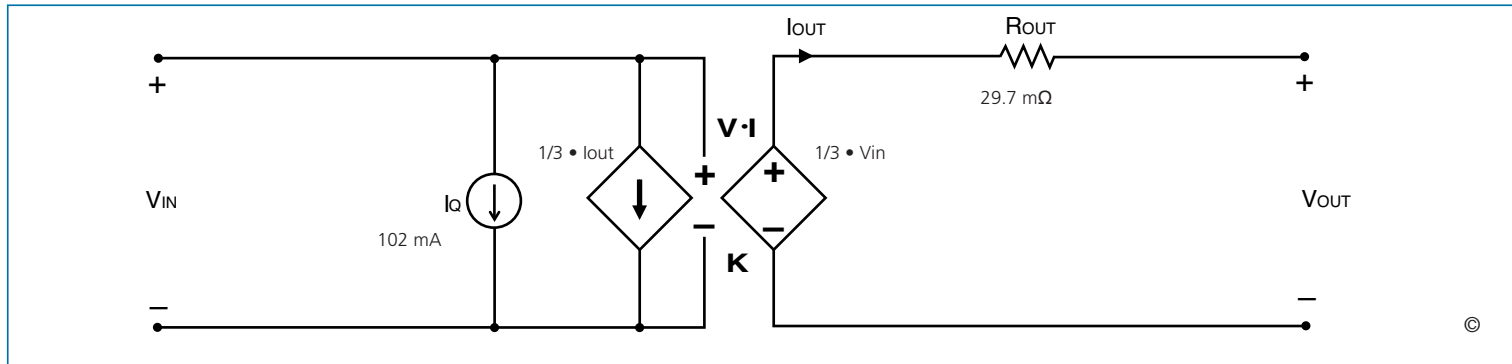 IOUT
ROUT
+
+
29.7 mΩ
V·I
1/3 • Iout
+
+
1/3 • Vin
VIN
IQ
VOUT
102 mA
−
−
K
−
−
©